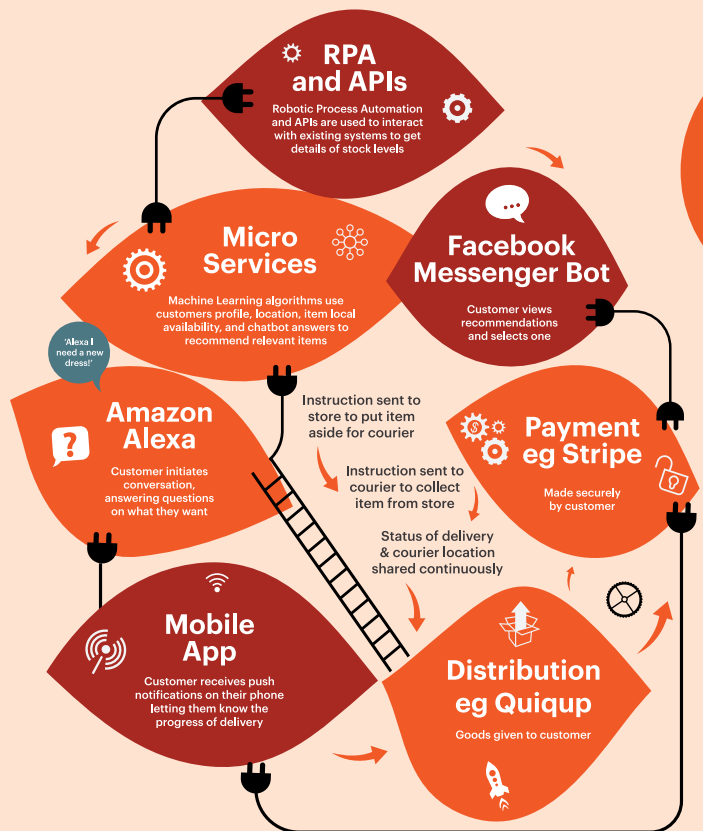 RPA
and APIs
Robotic Process Automation
and APIs are used to interact
with existing systems to get
details of stock levels
Micro
Services
Machine Learning algorithms use
customers profile, location, item local
availability, and chatbot answers to
recommend relevant items
Facebook
Messenger Bot
Customer views
recommendations
and selects one
'Alexa I
need a new
dress!'
Amazon
Alexa
Customer initiates
conversation,
answering questions
on what they want
Instruction sent to
store to put item
aside for courier
Instruction sent to
courier to collect
item from store
Status of delivery
& courier location
shared continuously
$
Payment
eg Stripe
Made securely
by customer
?
Mobile
App
Customer receives push
notifications on their phone
letting them know the
progress of delivery
Distribution
eg Quiqup
Goods given to customer